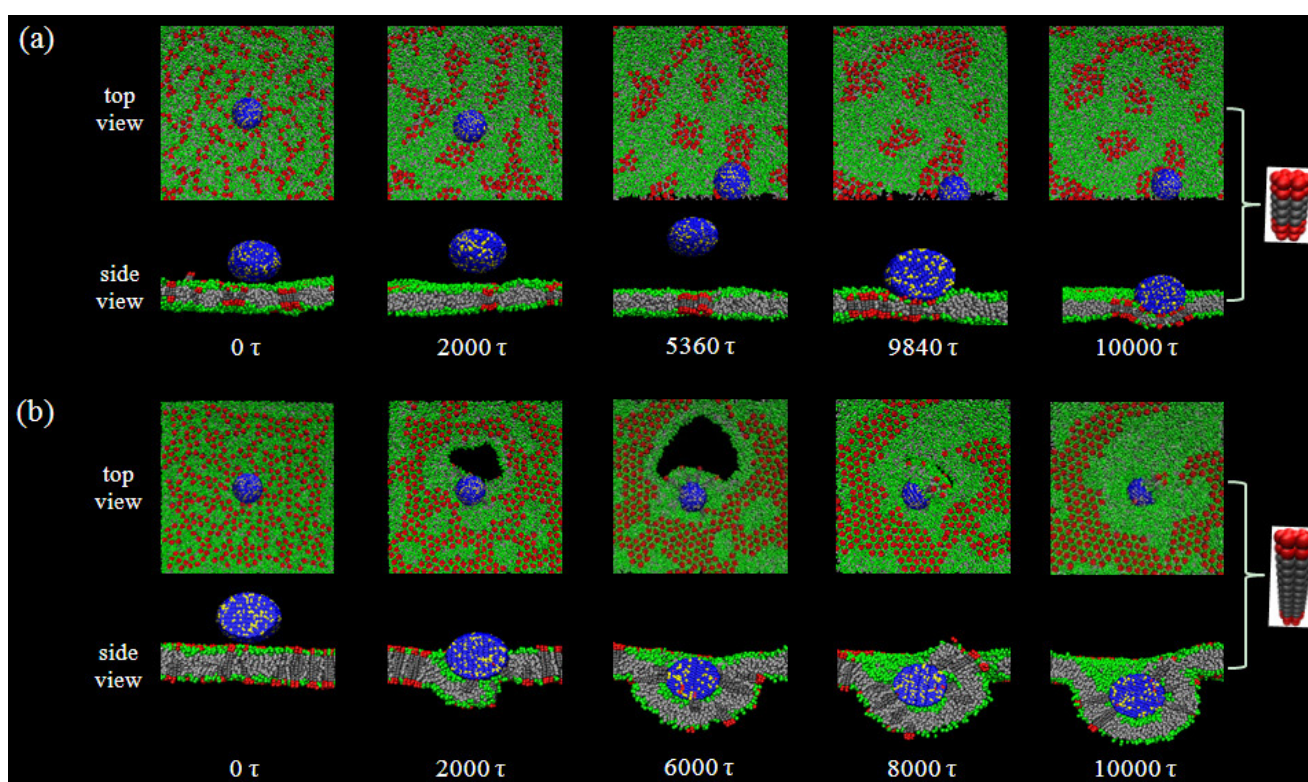 (a)
top
view
side
view
0 τ
2000 τ
5360 τ
9840 τ
10000 τ
(b)
top
view
side
view
0 τ
2000 τ
6000 τ
8000 τ
10000 τ